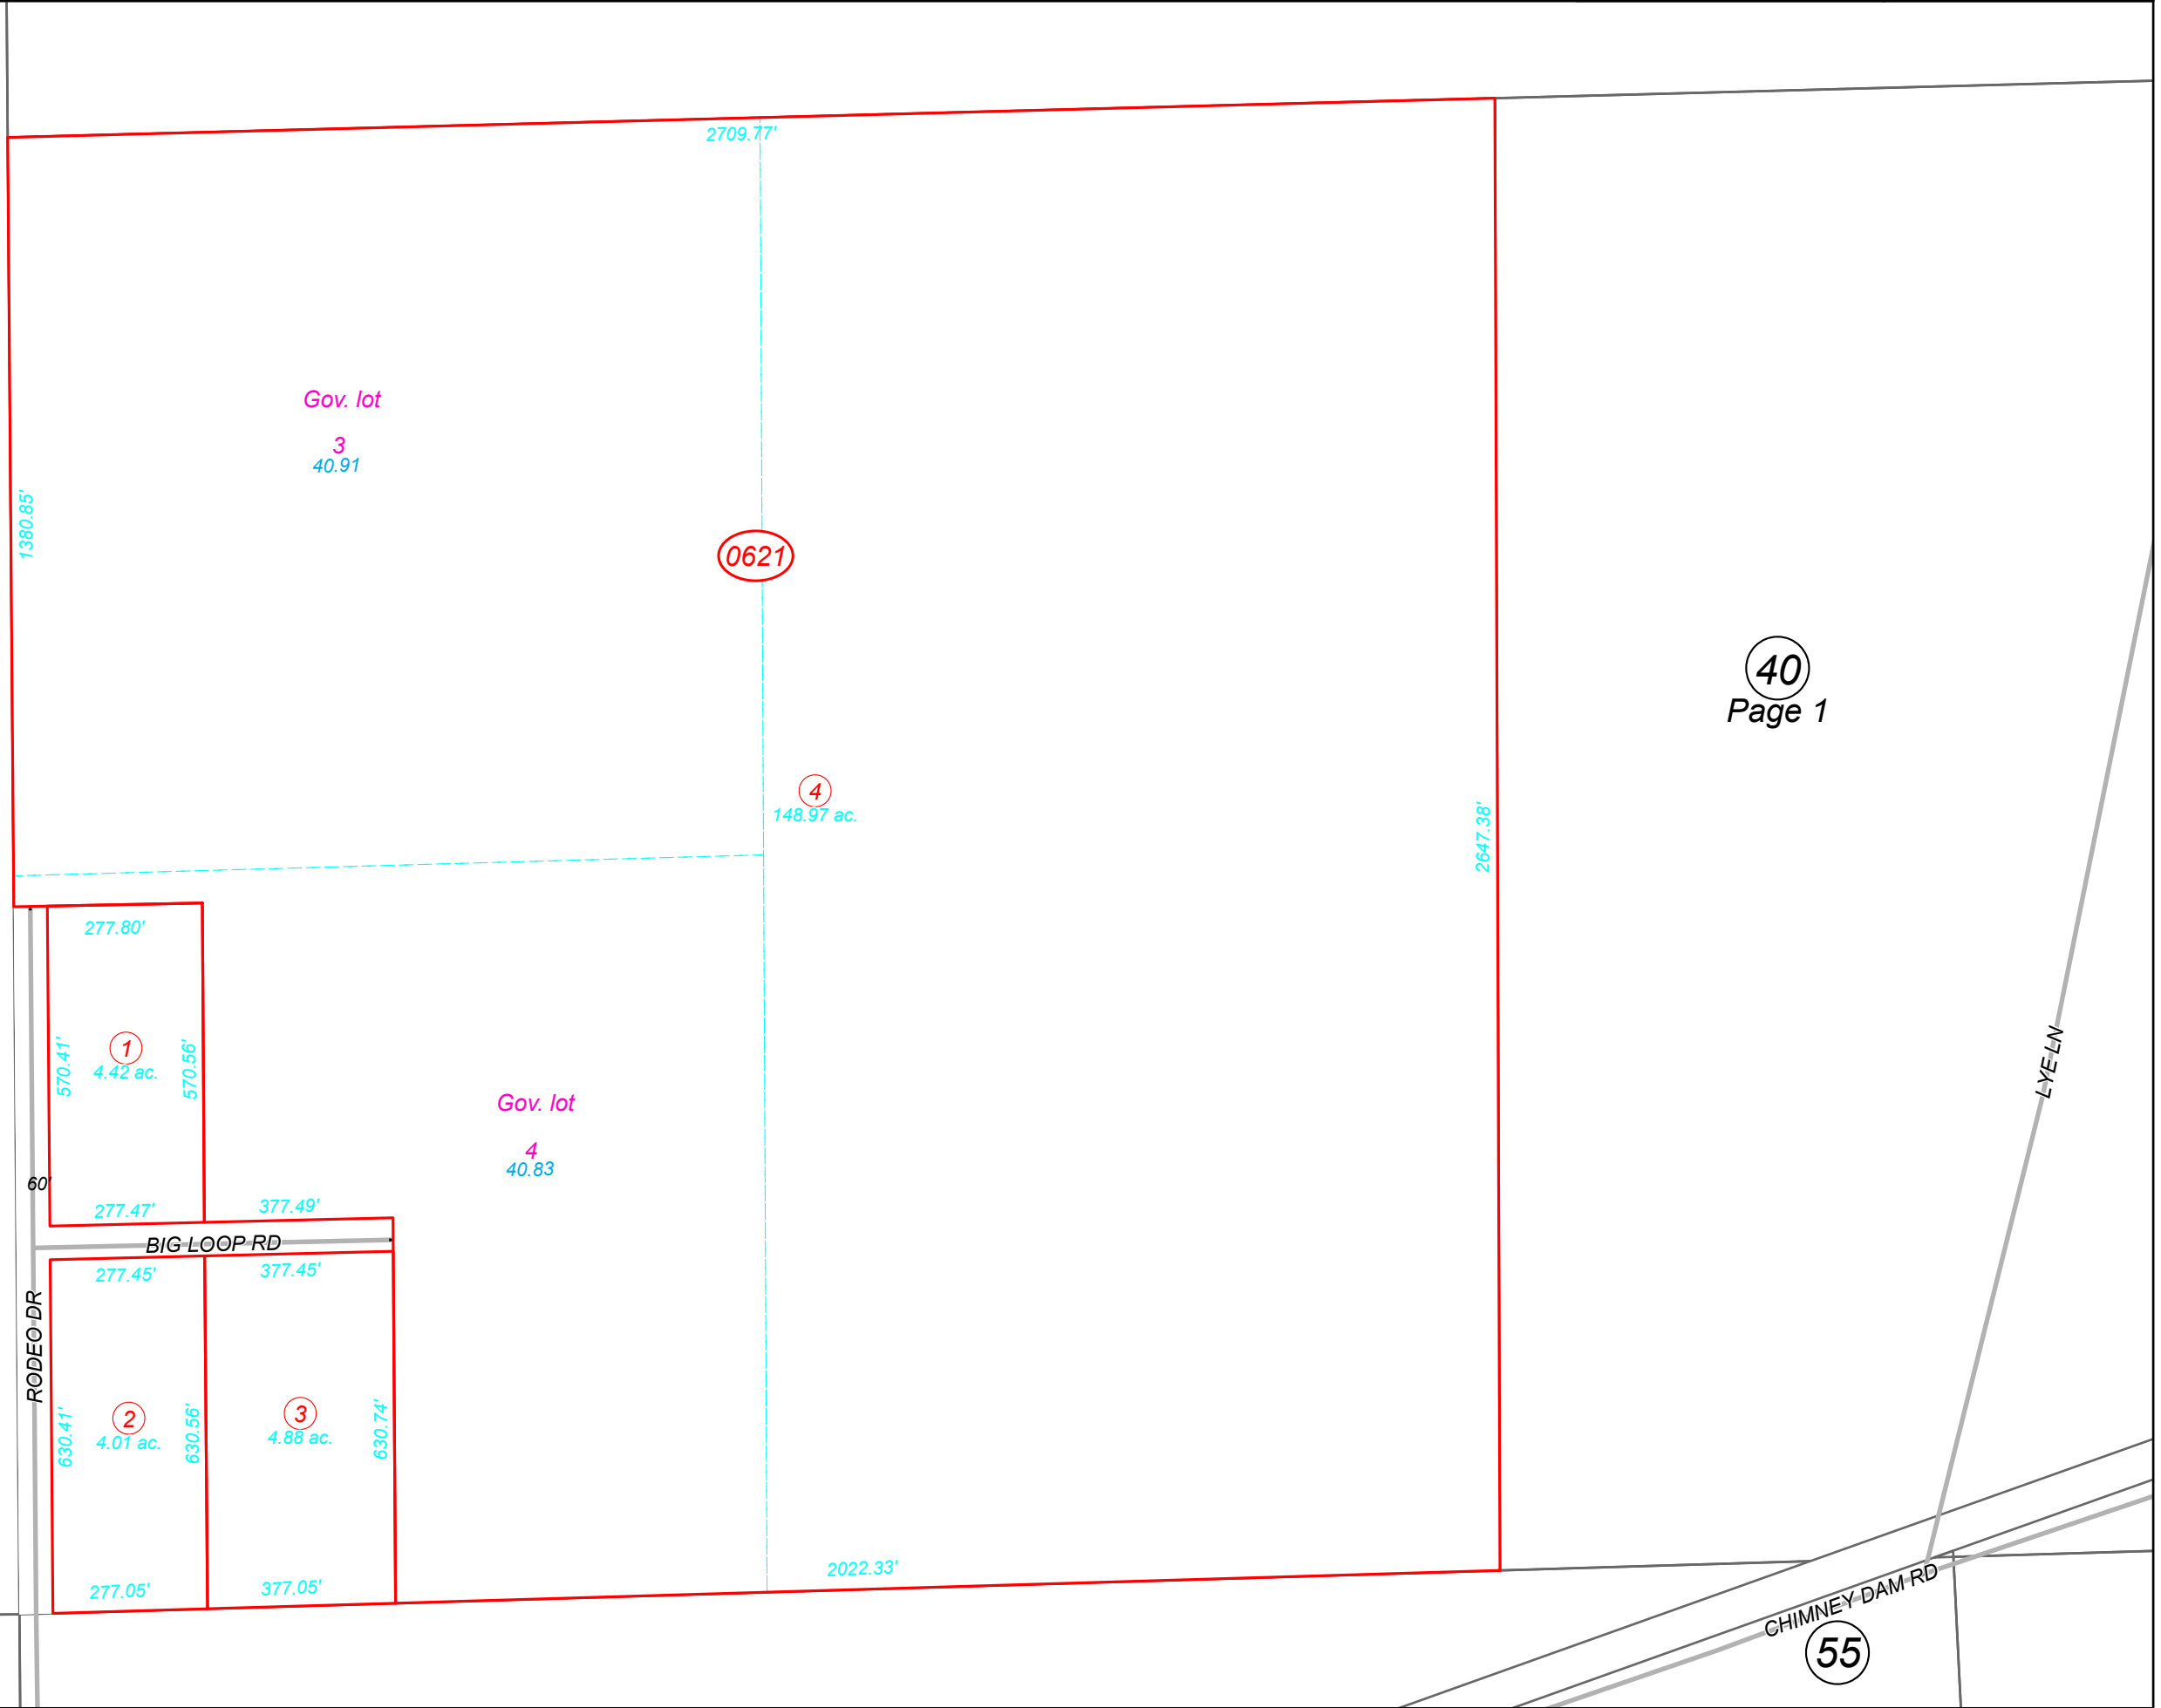 2709.77'
Gov. lot
3
40.91
1380.85'
0621
40
Page 1
4
148.97 ac.
2647.38'
277.80'
570.41'
1
4.42 ac.
570.56'
LYE LN
Gov. lot
4
40.83
60'
277.47'
377.49'
BIG LOOP RD
277.45'
377.45'
RODEO DR
630.41'
2
4.01 ac.
630.56'
3
4.88 ac.
630.74'
277.05'
377.05'
2022.33'
CHIMNEY DAM RD
55